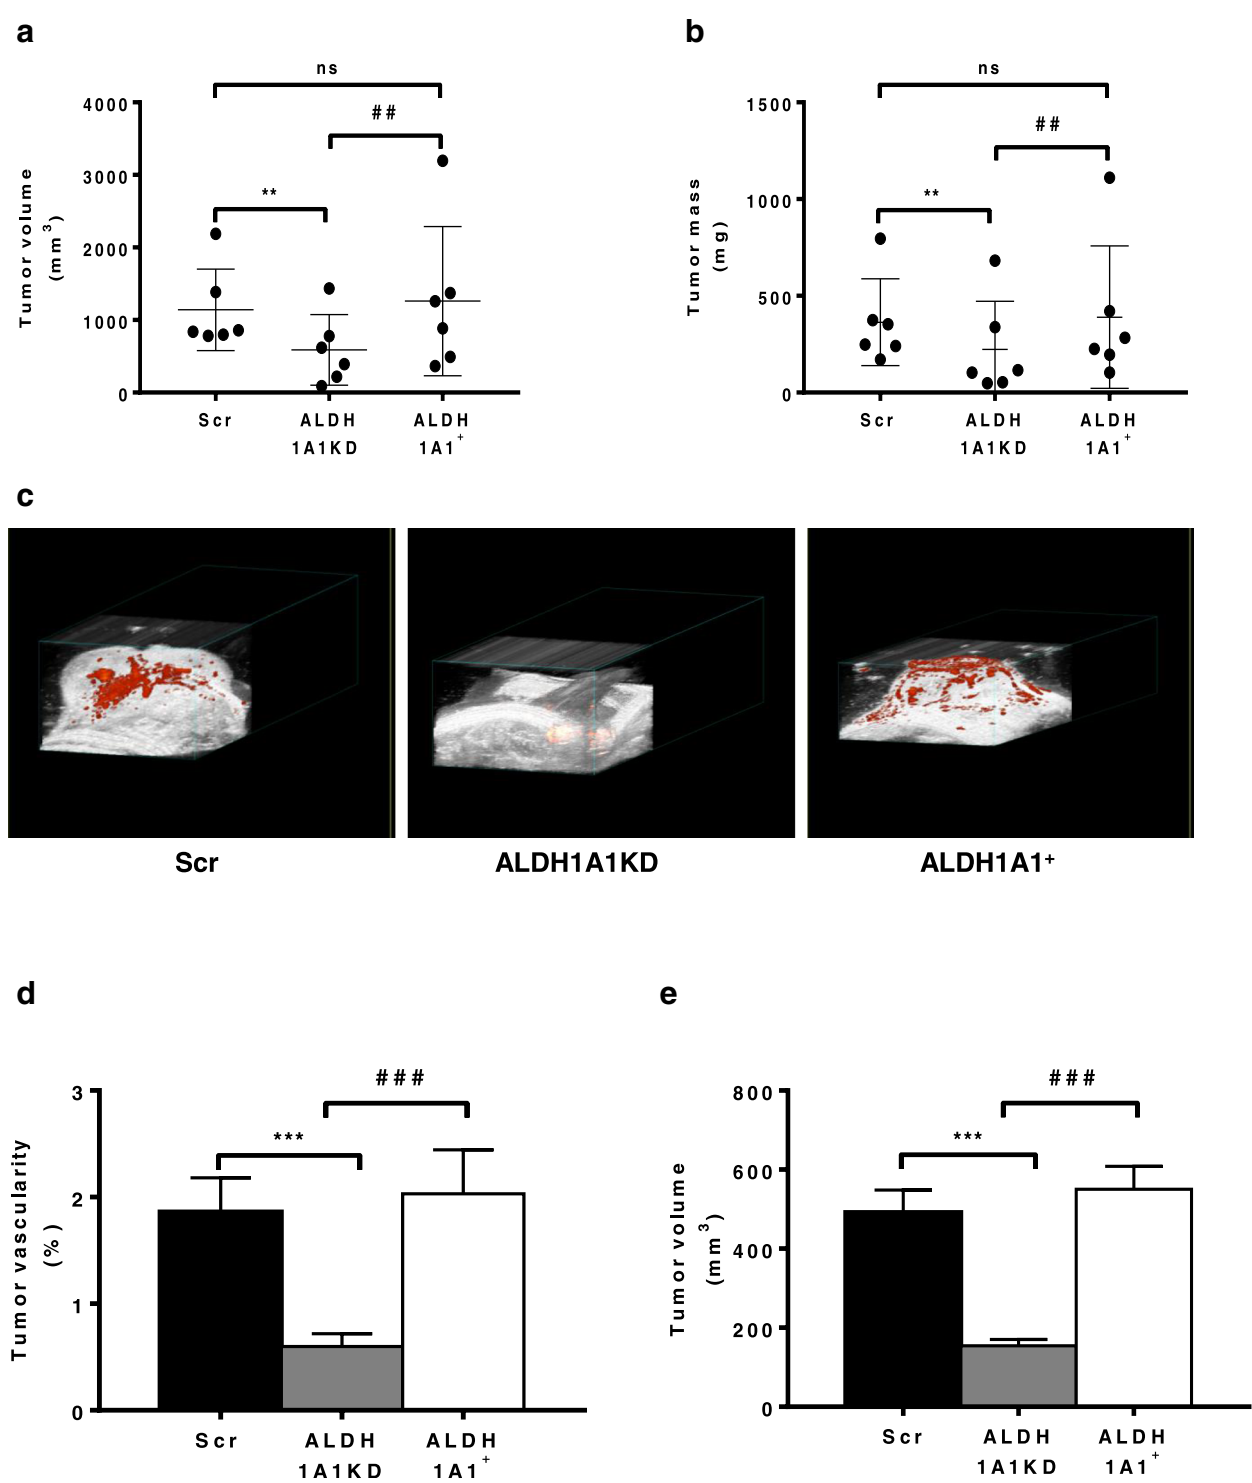 a
ns
##
**
4000
3000
2000
1000
0
Tumor volume
(mm³)
Scr
ALDH
1A1KD
ALDH
1A1⁺
b
ns
##
**
1500
1000
500
0
Tumor mass
(mg)
Scr
ALDH
1A1KD
ALDH
1A1⁺
c
Scr
ALDH1A1KD
ALDH1A1⁺
d
###
***
3
2
1
0
Tumor vascularity
(%)
Scr
ALDH
1A1KD
ALDH
1A1⁺
e
###
***
800
600
400
200
0
Tumor volume
(mm³)
Scr
ALDH
1A1KD
ALDH
1A1⁺